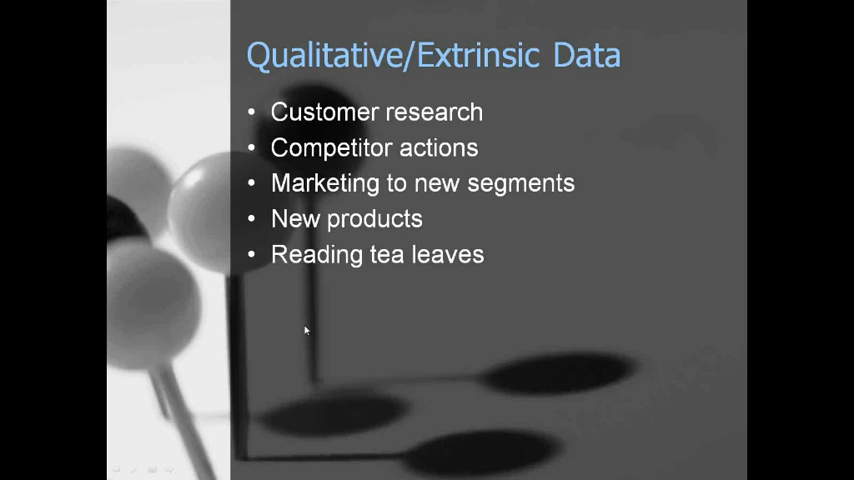 Qualitative/Extrinsic Data
• Customer research
• Competitor actions
• Marketing to new segments
• New products
• Reading tea leaves